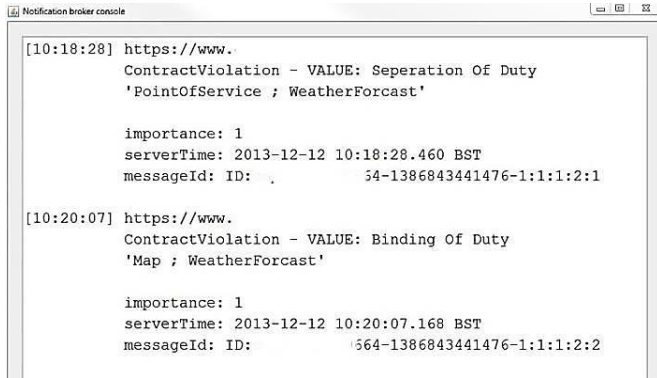 Notification broker console
[10:18:28] https://www.
ContractViolation - VALUE: Seperation Of Duty
'PointOfService ; WeatherForcast'
importance: 1
serverTime: 2013-12-12 10:18:28.460 BST
messageId: ID: 54-1386843441476-1:1:1:2:1
[10:20:07] https://www.
ContractViolation - VALUE: Binding Of Duty
'Map ; WeatherForcast'
importance: 1
serverTime: 2013-12-12 10:20:07.168 BST
messageId: ID: 564-1386843441476-1:1:1:2:2